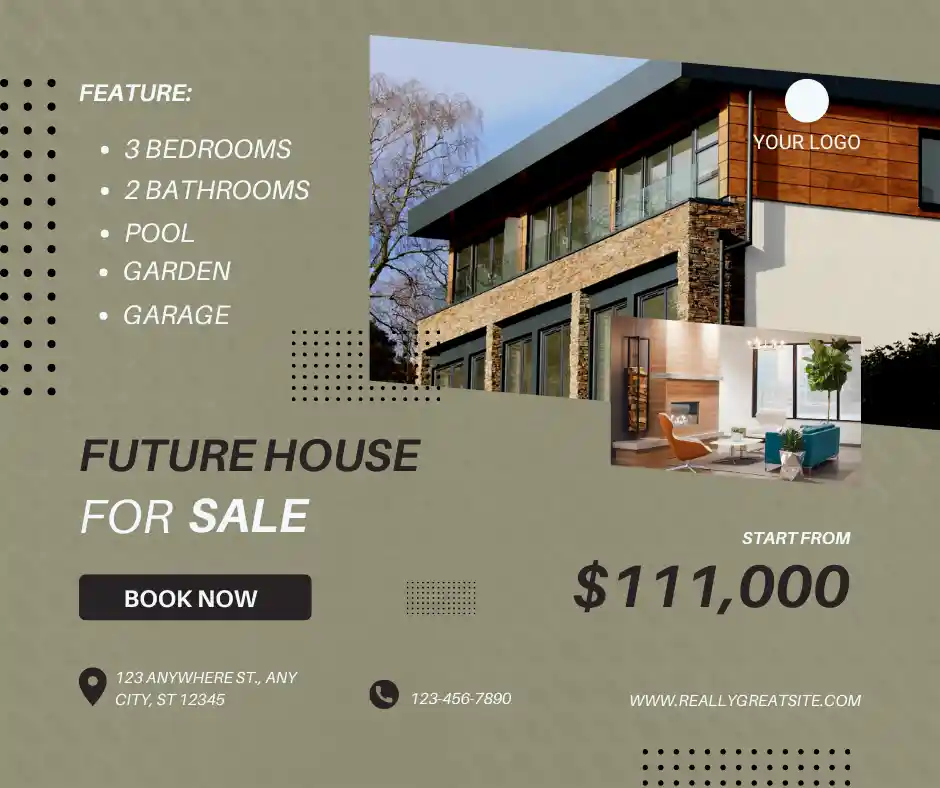 FEATURE:
• 3 BEDROOMS
• 2 BATHROOMS
• POOL
• GARDEN
• GARAGE
YOUR LOGO
FUTURE HOUSE
FOR SALE
BOOK NOW
START FROM
$111,000
123 ANYWHERE ST., ANY
CITY, ST 12345
123-456-7890
WWW.REALLYGREATSITE.COM